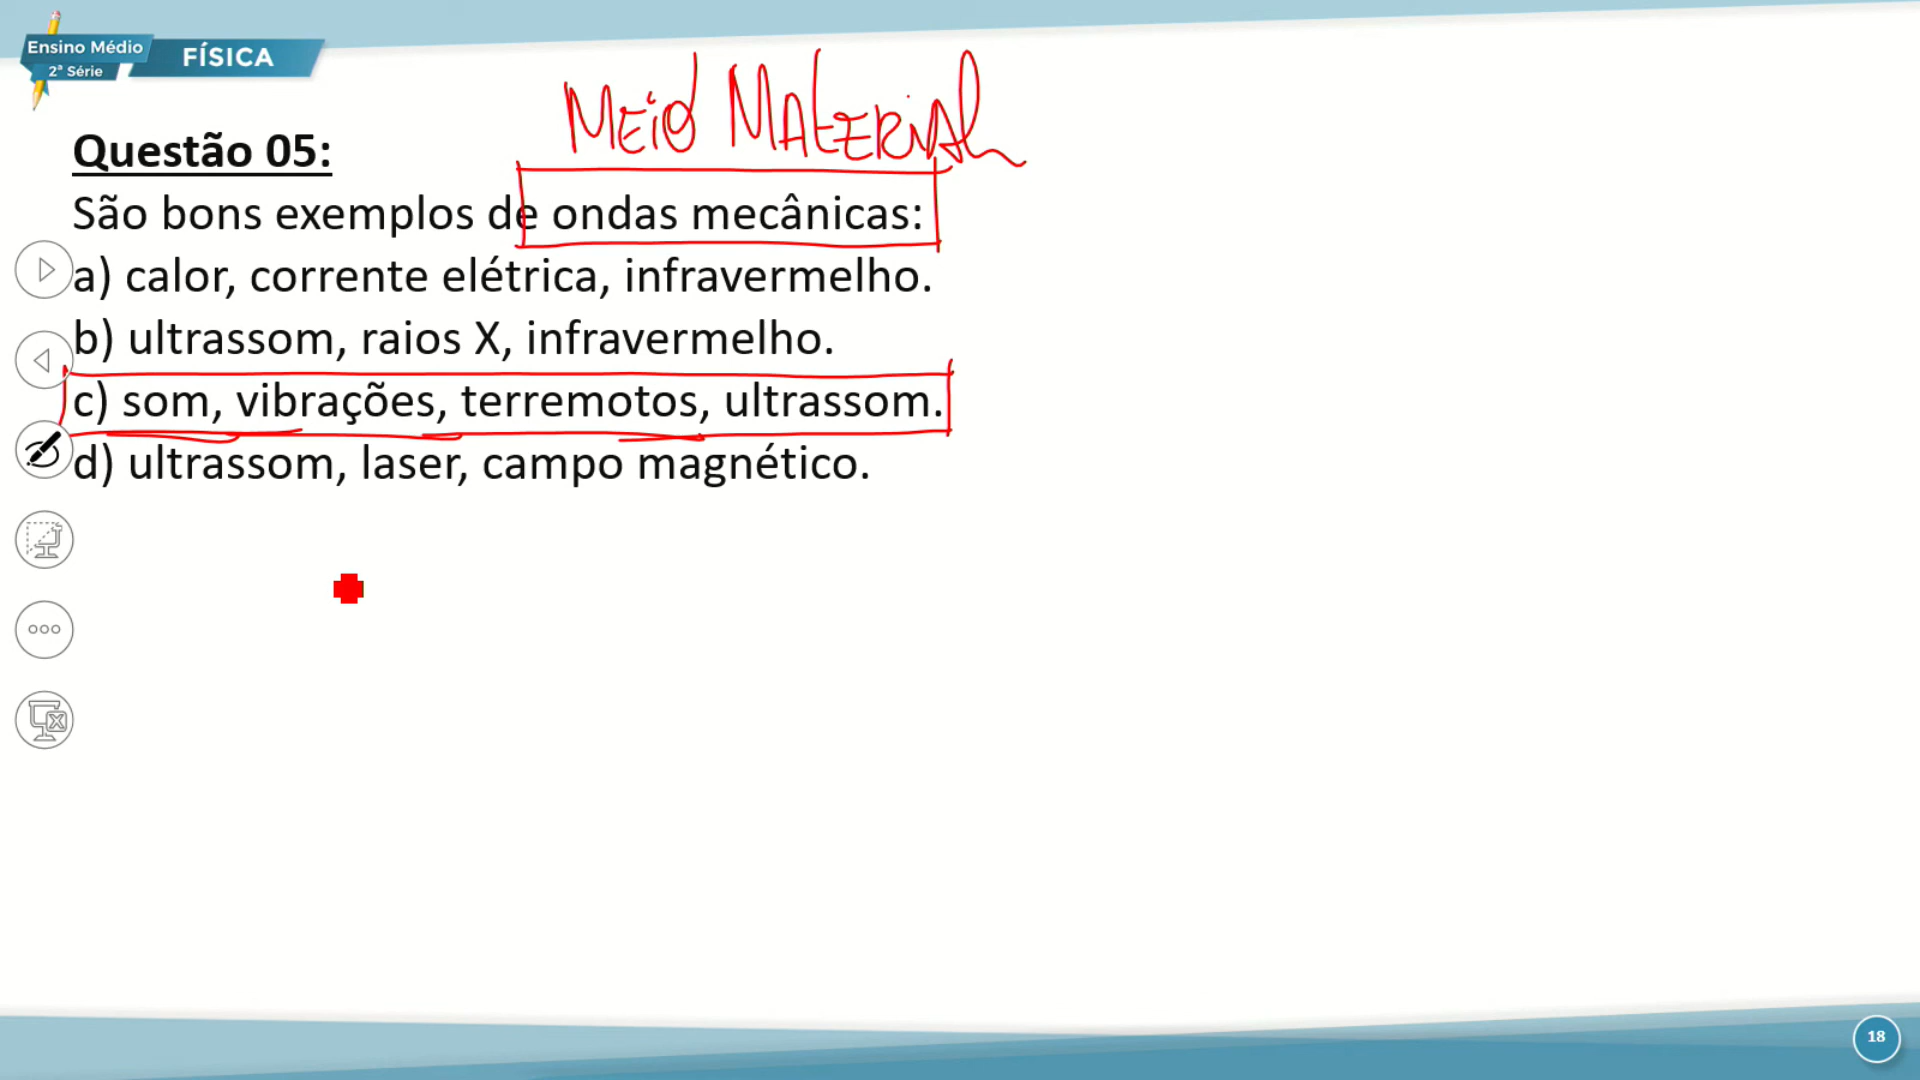 Ensino Médio
2ª Série
FÍSICA
MEIO MATERIAL
Questão 05:
São bons exemplos de ondas mecânicas:
a) calor, corrente elétrica, infravermelho.
b) ultrassom, raios X, infravermelho.
c) som, vibrações, terremotos, ultrassom.
d) ultrassom, laser, campo magnético.
18